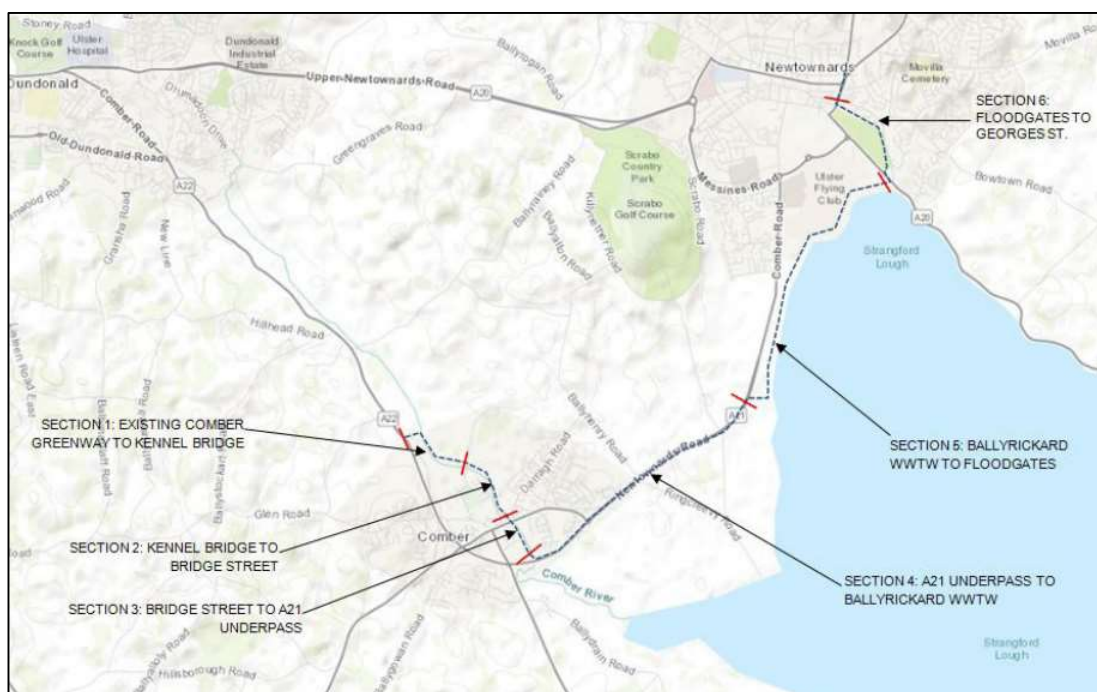 Stoney Road
Knock Golf
Course
Ulster
Hospital
Dundonald
Industrial
Estate
Dundonald
Comber Road
Drumadoon Drive
Old Dundonald Road
A22
Upper Newtownards Road
A20
Ballyrogan Road
Greengraves Road
Newtownards
Movilla
Cemetery
SECTION 6:
FLOODGATES TO
GEORGES ST.
Scrabo
Country
Park
Scrabo
Golf Course
Ballyrainey Road
Ballyalton Road
Killynether Road
Scrabo Road
Messines Road
Ulster
Flying
Club
Comber Road
Bowtown Road
A20
Strangford
Lough
Gransha Road
New Line
Hillhead Road
A22
SECTION 1: EXISTING COMBER
GREENWAY TO KENNEL BRIDGE
Ballyhenry Road
Darragh Road
Newtownards Road
A21
Ringcreevy Road
SECTION 5: BALLYRICKARD
WWTW TO FLOODGATES
Glen Road
Comber
SECTION 2: KENNEL BRIDGE TO
BRIDGE STREET
SECTION 3: BRIDGE STREET TO A21
UNDERPASS
SECTION 4: A21 UNDERPASS TO
BALLYRICKARD WWTW
Comber River
Ballydrain Road
Ballygowan Road
Hillsborough Road
Strangford
Lough